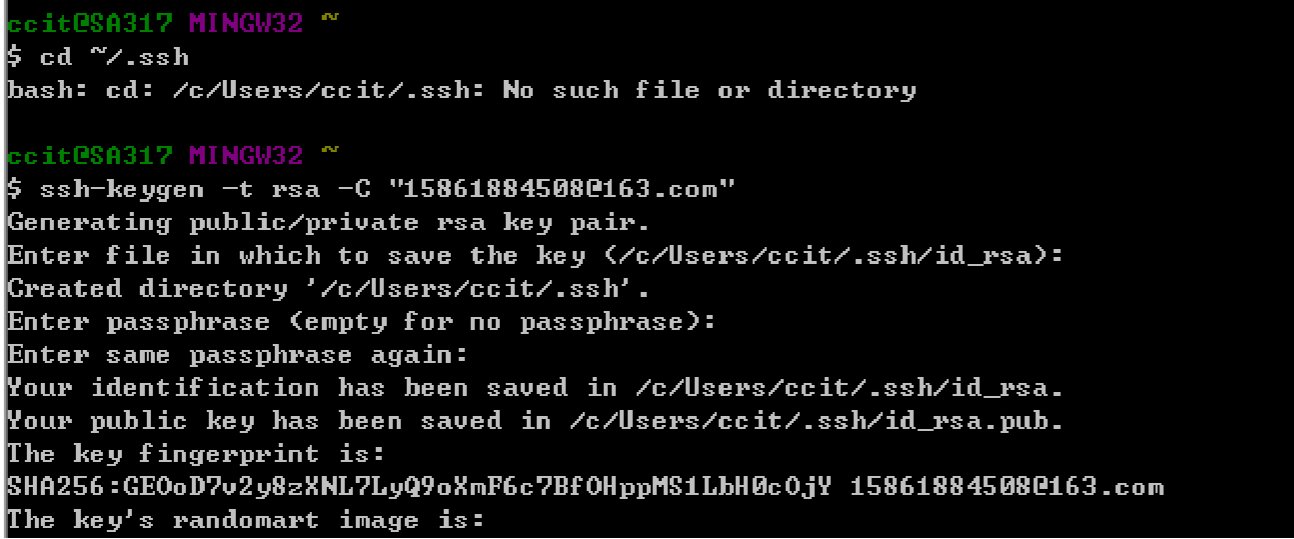 ccit@SA317 MINGW32 ~
$ cd ~/.ssh
bash: cd: /c/Users/ccit/.ssh: No such file or directory
ccit@SA317 MINGW32 ~
$ ssh-keygen -t rsa -C "15861884508@163.com"
Generating public/private rsa key pair.
Enter file in which to save the key (/c/Users/ccit/.ssh/id_rsa):
Created directory '/c/Users/ccit/.ssh'.
Enter passphrase (empty for no passphrase):
Enter same passphrase again:
Your identification has been saved in /c/Users/ccit/.ssh/id_rsa.
Your public key has been saved in /c/Users/ccit/.ssh/id_rsa.pub.
The key fingerprint is:
SHA256:GEOoD7v2y8zXNL7LyQ9oXmF6c7BfOHppMS1LbH0cOjY 15861884508@163.com
The key's randomart image is: